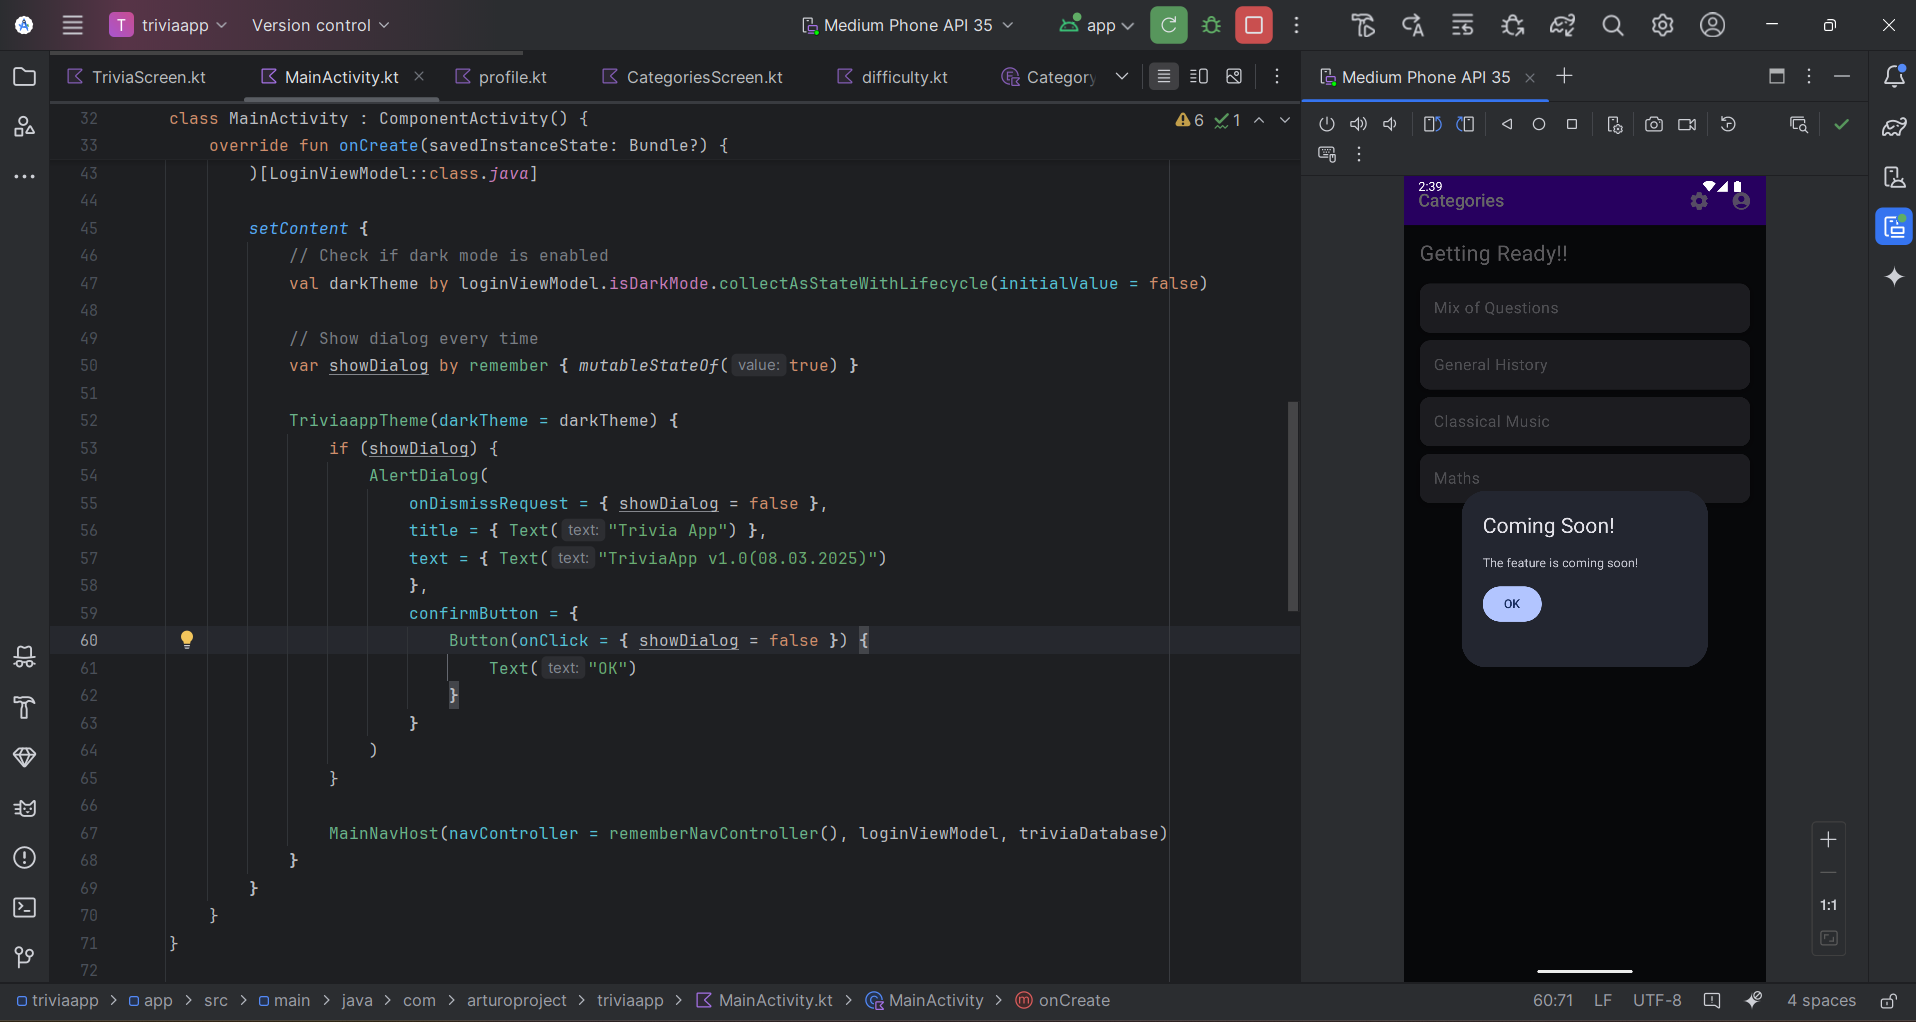 T triviaapp Version control Medium Phone API 35 app
TriviaScreen.kt MainActivity.kt profile.kt CategoriesScreen.kt difficulty.kt Category
6 1
32 class MainActivity : ComponentActivity() {
33 override fun onCreate(savedInstanceState: Bundle?) {
43 )[LoginViewModel::class.java]
44
45 setContent {
46 // Check if dark mode is enabled
47 val darkTheme by loginViewModel.isDarkMode.collectAsStateWithLifecycle(initialValue = false)
48
49 // Show dialog every time
50 var showDialog by remember { mutableStateOf( value: true) }
51
52 TriviaappTheme(darkTheme = darkTheme) {
53 if (showDialog) {
54 AlertDialog(
55 onDismissRequest = { showDialog = false },
56 title = { Text( text: "Trivia App") },
57 text = { Text( text: "TriviaApp v1.0(08.03.2025)")
58 },
59 confirmButton = {
60 Button(onClick = { showDialog = false }) {
61 Text( text: "OK")
62 }
63 }
64 )
65 }
66
67 MainNavHost(navController = rememberNavController(), loginViewModel, triviaDatabase)
68 }
69 }
70 }
71 }
72
Medium Phone API 35
2:39
Categories
Getting Ready!!
Mix of Questions
General History
Classical Music
Maths
Coming Soon!
The feature is coming soon!
OK
1:1
triviaapp > app > src > main > java > com > arturoproject > triviaapp > MainActivity.kt > MainActivity > onCreate
60:71 LF UTF-8 4 spaces